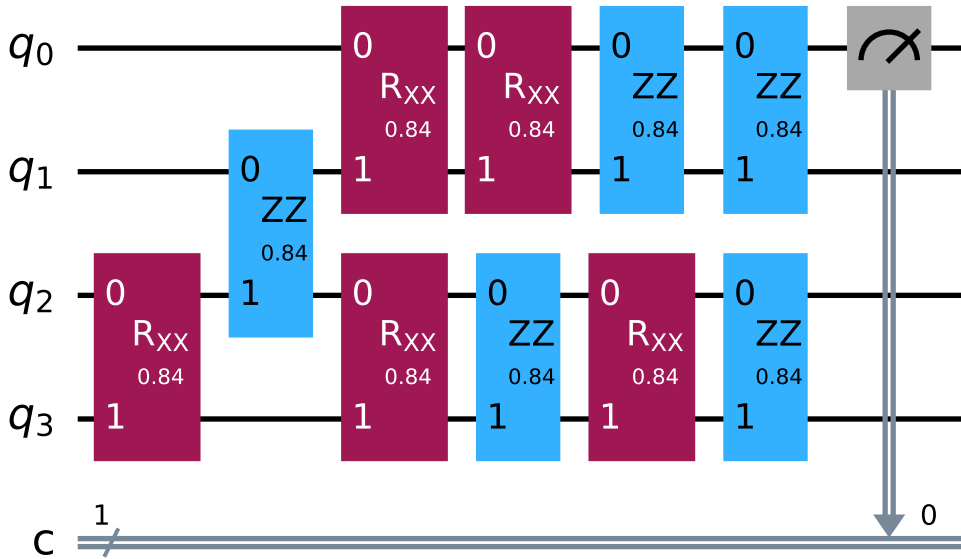 q0 0 0 0 0
RXX RXX ZZ ZZ
0.84 0.84 0.84 0.84
q1 0 1 1 1 1
ZZ
0.84
q2 0 1 0 0 0 0
RXX RXX ZZ RXX ZZ
0.84 0.84 0.84 0.84 0.84
q3 1 1 1 1 1
1 0
c